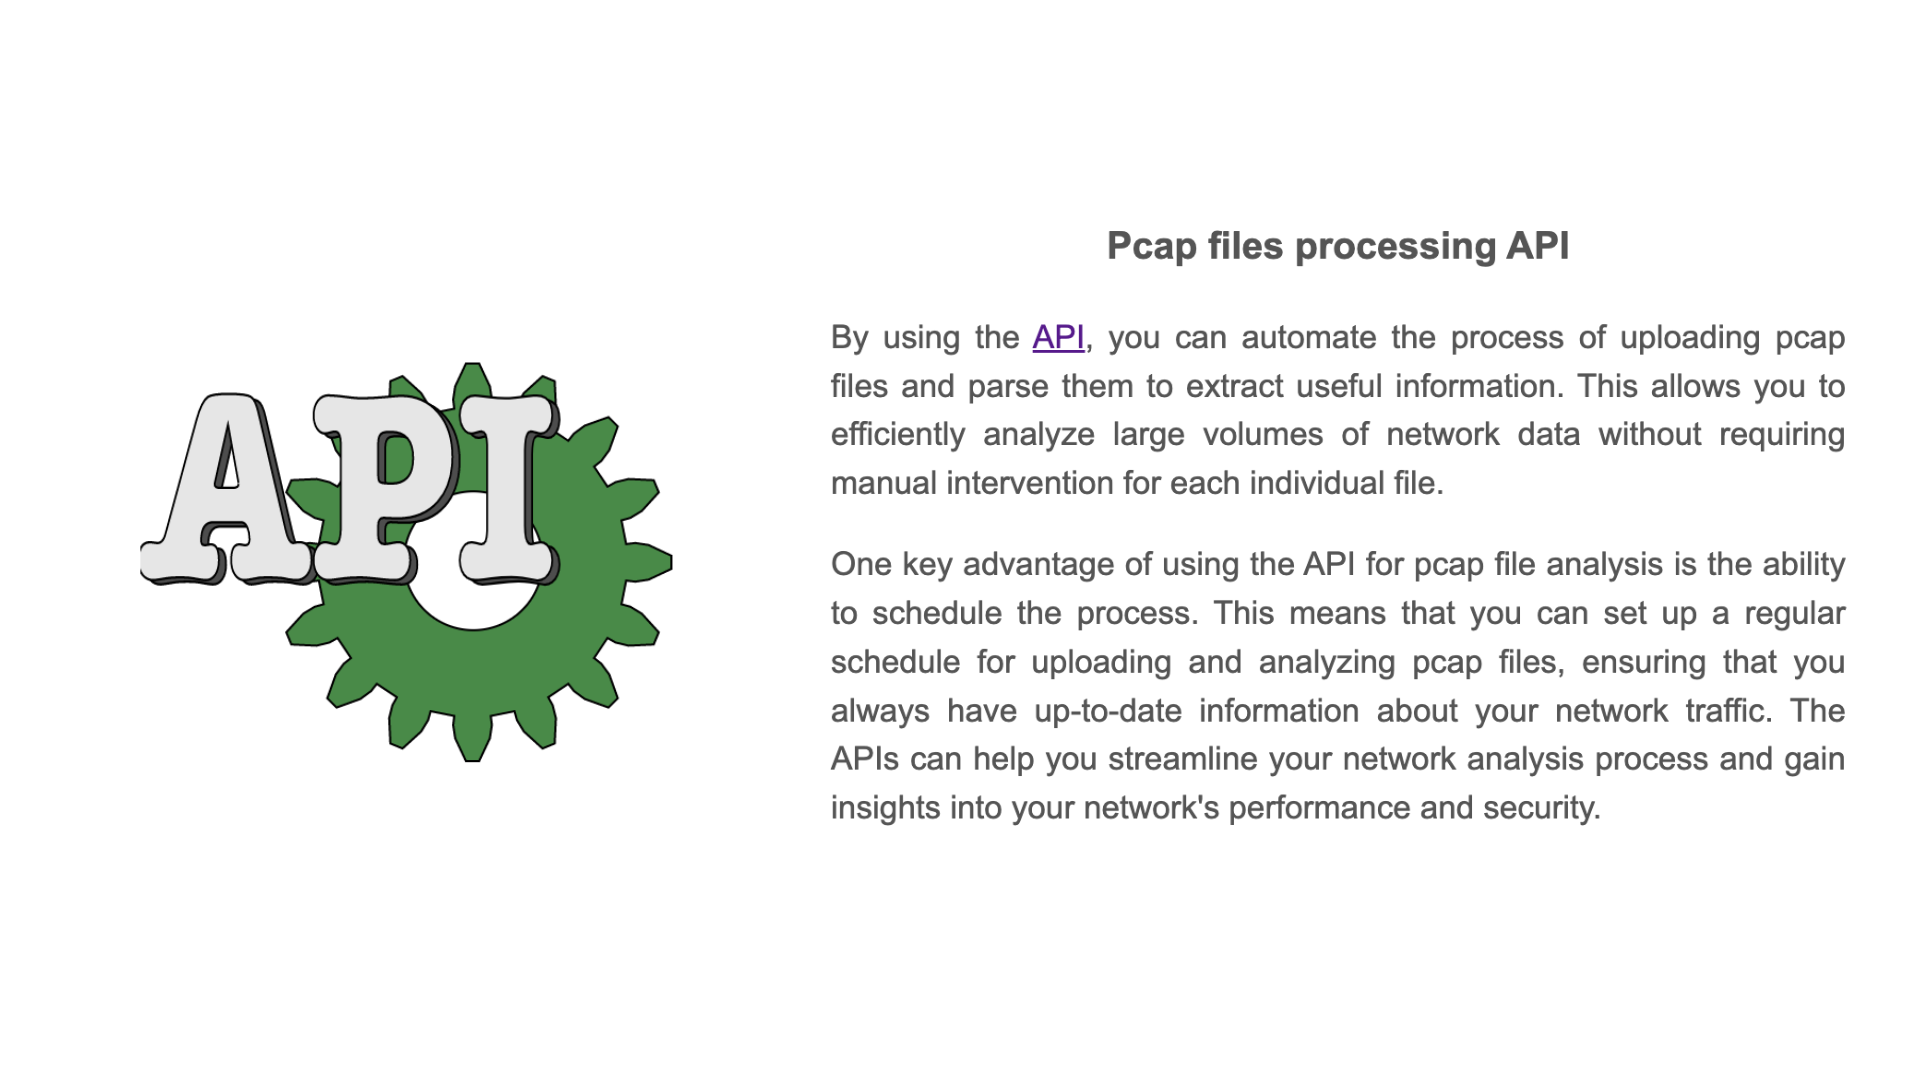 API
Pcap files processing API
By using the API, you can automate the process of uploading pcap
files and parse them to extract useful information. This allows you to
efficiently analyze large volumes of network data without requiring
manual intervention for each individual file.
One key advantage of using the API for pcap file analysis is the ability
to schedule the process. This means that you can set up a regular
schedule for uploading and analyzing pcap files, ensuring that you
always have up-to-date information about your network traffic. The
APIs can help you streamline your network analysis process and gain
insights into your network's performance and security.